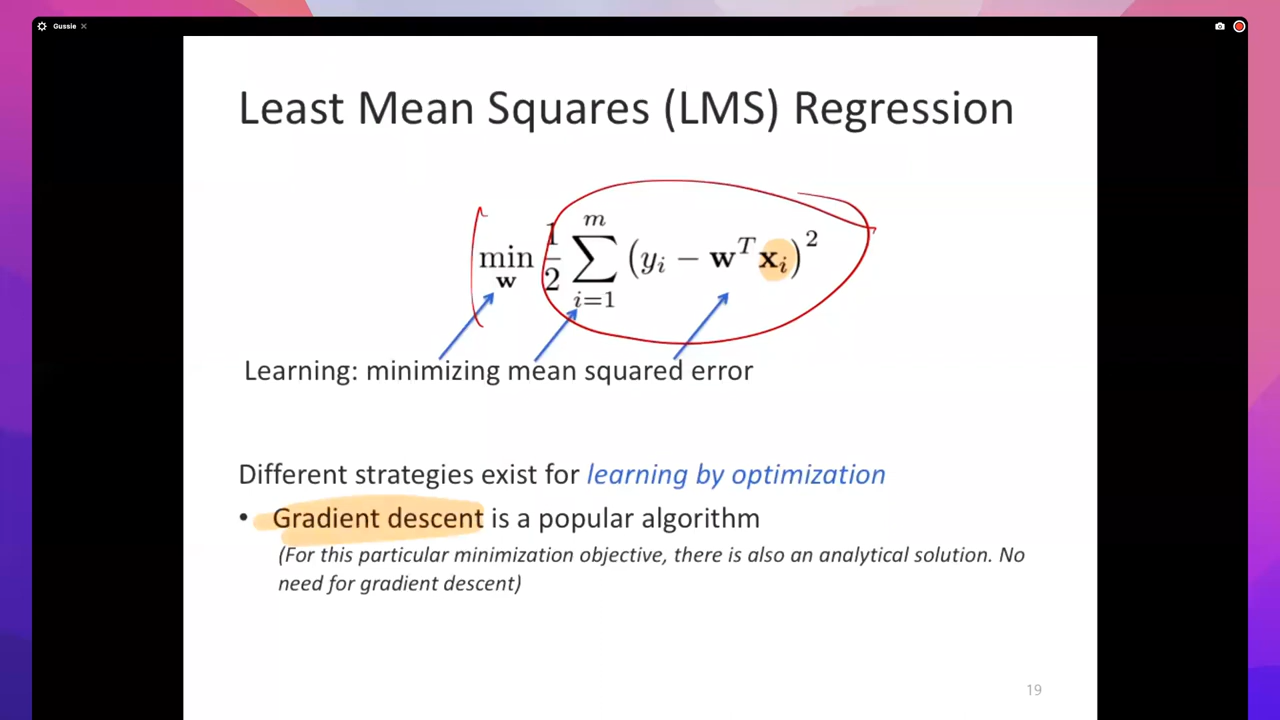 Gussie
Least Mean Squares (LMS) Regression
min_w 1/2 ∑_{i=1}^{m} (y_i − w^T x_i)^2
Learning: minimizing mean squared error
Different strategies exist for learning by optimization
• Gradient descent is a popular algorithm
(For this particular minimization objective, there is also an analytical solution. No
need for gradient descent)
19